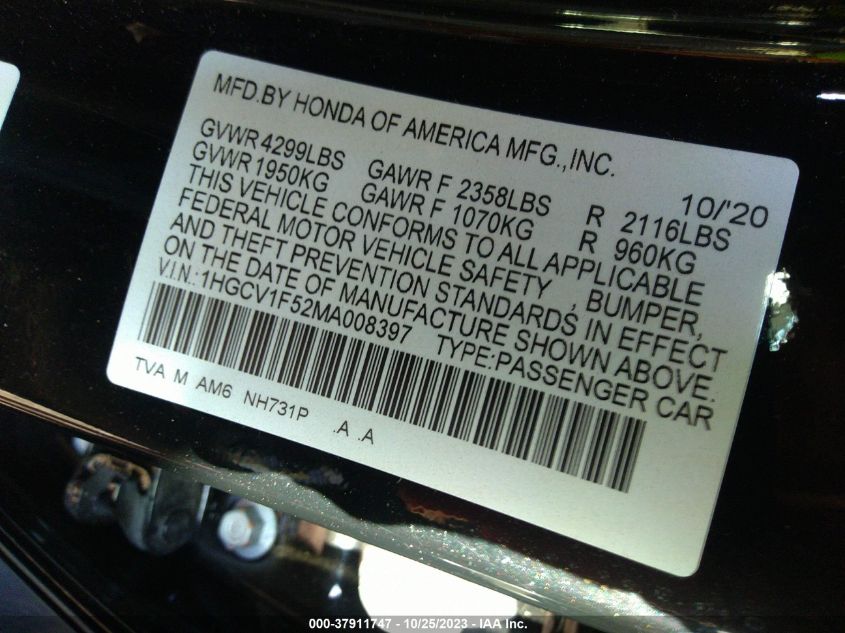 MFD.BY HONDA OF AMERICA MFG.,INC.
10/'20
GVWR 4299LBS GAWR F 2358LBS R 2116LBS
GVWR 1950KG GAWR F 1070KG R 960KG
THIS VEHICLE CONFORMS TO ALL APPLICABLE
FEDERAL MOTOR VEHICLE SAFETY , BUMPER,
AND THEFT PREVENTION STANDARDS IN EFFECT
ON THE DATE OF MANUFACTURE SHOWN ABOVE.
V.I.N.:1HGCV1F52MA008397 TYPE:PASSENGER CAR
TVA M AM6 NH731P .A .A
000-37911747 - 10/25/2023 - IAA Inc.